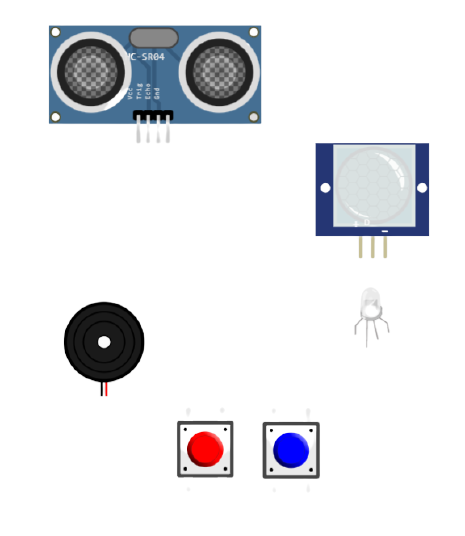 HC-SR04
Vcc
Trig
Echo
Gnd